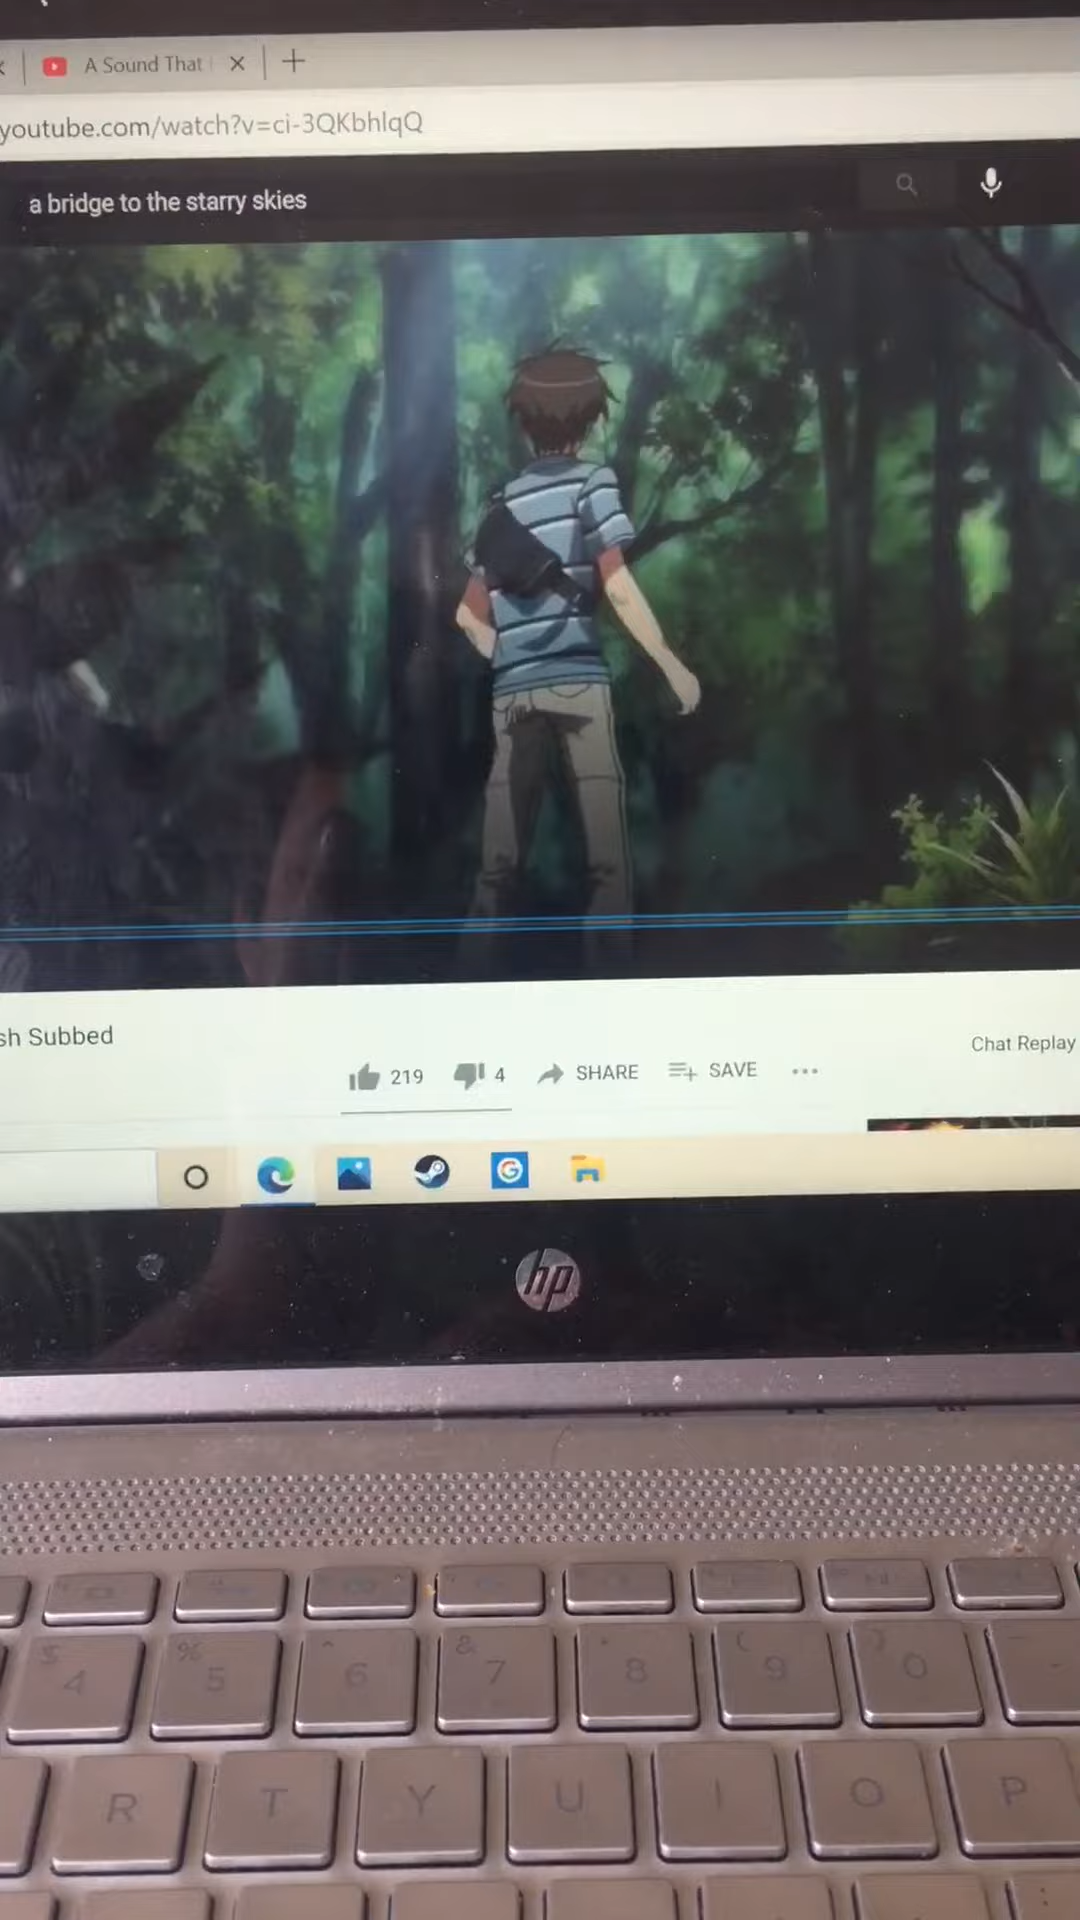 A Sound That
youtube.com/watch?v=ci-3QKbhlqQ
a bridge to the starry skies
sh Subbed
Chat Replay
219
4
SHARE
SAVE
hp
$ % ^ & * ( ) -
4 5 6 7 8 9 0 -
R T Y U I O P